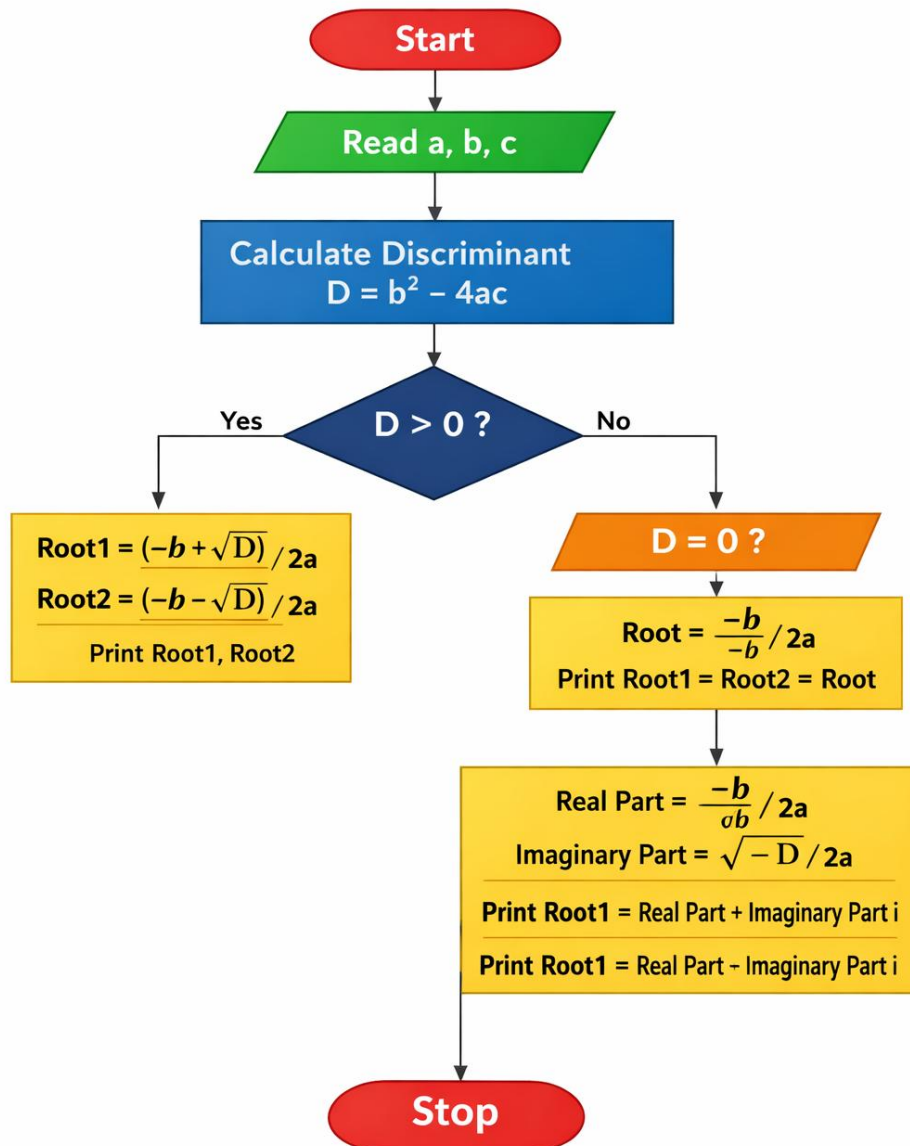 Start
Read a, b, c
Calculate Discriminant
D = b² – 4ac
D > 0 ?
Yes
No
Root1 = (–b + √D) / 2a
Root2 = (–b – √D) / 2a
Print Root1, Root2
D = 0 ?
Root = –b/–b / 2a
Print Root1 = Root2 = Root
Real Part = –b/σb / 2a
Imaginary Part = √–D / 2a
Print Root1 = Real Part + Imaginary Part i
Print Root1 = Real Part - Imaginary Part i
Stop